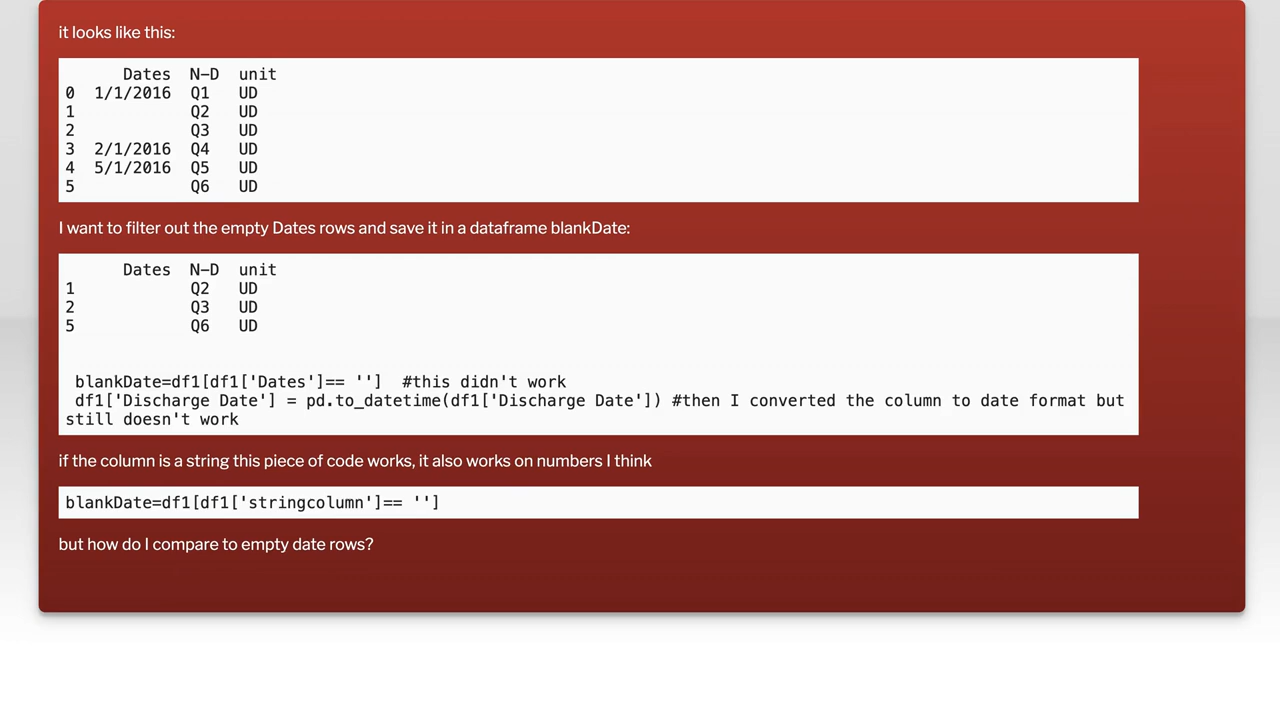 it looks like this:
      Dates  N-D  unit
0  1/1/2016  Q1   UD
1            Q2   UD
2            Q3   UD
3  2/1/2016  Q4   UD
4  5/1/2016  Q5   UD
5            Q6   UD
I want to filter out the empty Dates rows and save it in a dataframe blankDate:
      Dates  N-D  unit
1            Q2   UD
2            Q3   UD
5            Q6   UD
 blankDate=df1[df1['Dates']== '']  #this didn't work
 df1['Discharge Date'] = pd.to_datetime(df1['Discharge Date']) #then I converted the column to date format but
still doesn't work
if the column is a string this piece of code works, it also works on numbers I think
blankDate=df1[df1['stringcolumn']== '']
but how do I compare to empty date rows?